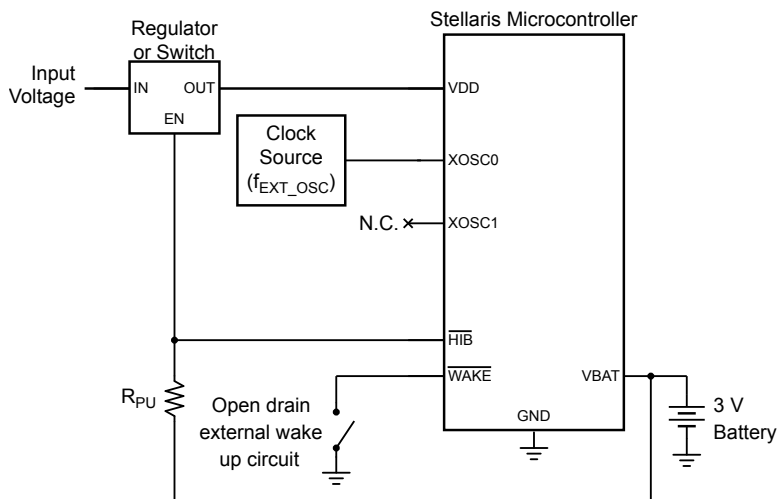 Stellaris Microcontroller
Regulator
or Switch
Input
Voltage
IN OUT
EN
VDD
Clock
Source
(fEXT_OSC)
XOSC0
N.C.
XOSC1
HIB
WAKE
VBAT
RPU
Open drain
external wake
up circuit
GND
3 V
Battery